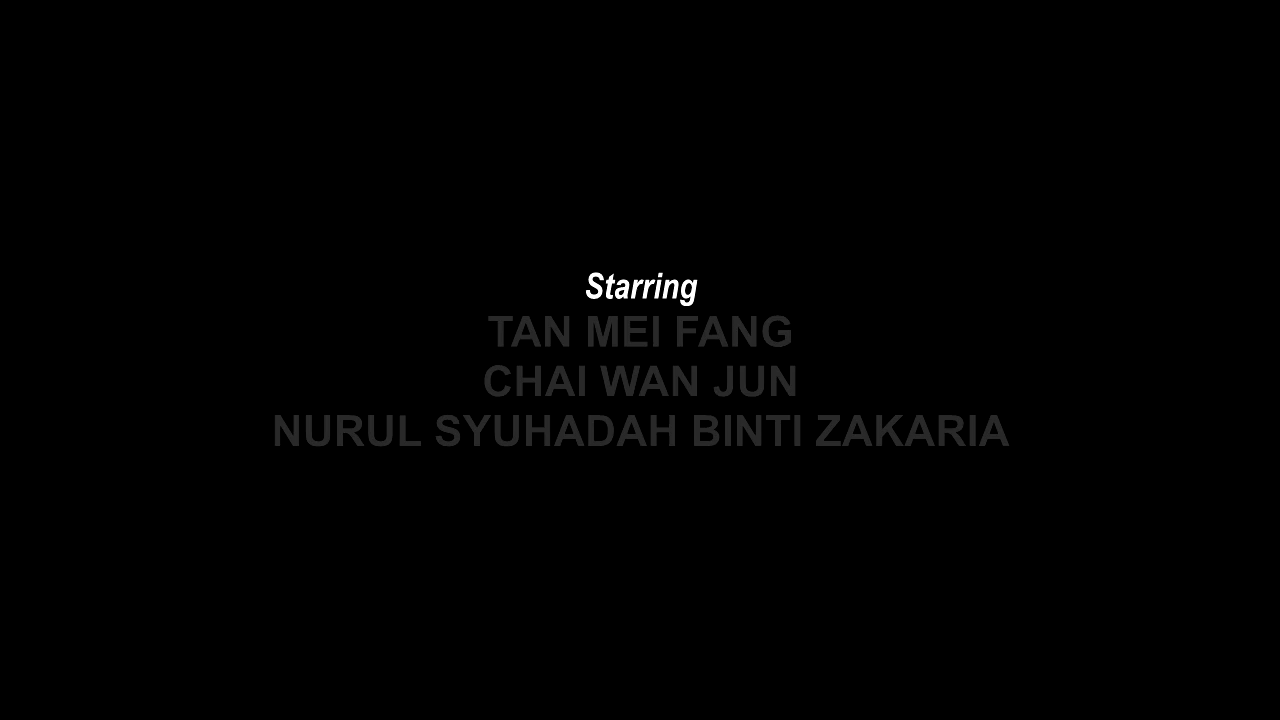 Starring
TAN MEI FANG
CHAI WAN JUN
NURUL SYUHADAH BINTI ZAKARIA